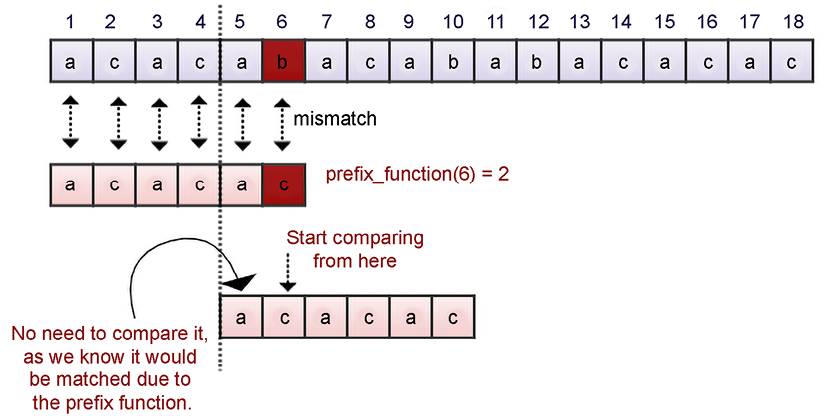 1 2 3 4 5 6 7 8 9 10 11 12 13 14 15 16 17 18
a c a c a b a c a b a b a c a c a c
mismatch
a c a c a c
prefix_function(6) = 2
Start comparing
from here
a c a c a c
No need to compare it,
as we know it would
be matched due to
the prefix function.